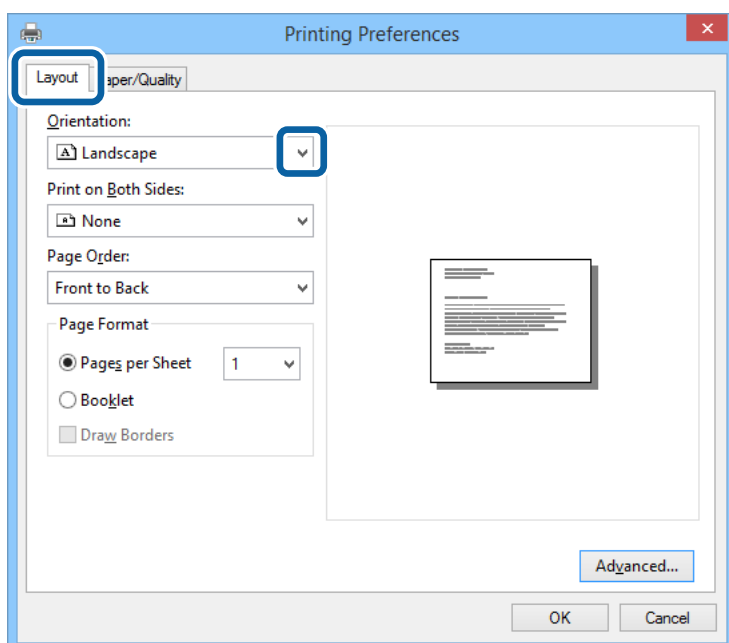 Printing Preferences
Layout
aper/Quality
Orientation:
Landscape
Print on Both Sides:
None
Page Order:
Front to Back
Page Format
Pages per Sheet 1
Booklet
Draw Borders
Advanced...
OK Cancel